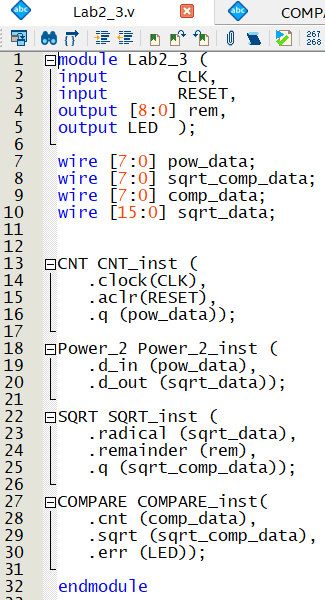 Lab2_3.v
COMPA
267
268
1 module Lab2_3 (
2 input CLK,
3 input RESET,
4 output [8:0] rem,
5 output LED );
6
7 wire [7:0] pow_data;
8 wire [7:0] sqrt_comp_data;
9 wire [7:0] comp_data;
10 wire [15:0] sqrt_data;
11
12
13 CNT CNT_inst (
14 .clock(CLK),
15 .aclr(RESET),
16 .q (pow_data));
17
18 Power_2 Power_2_inst (
19 .d_in (pow_data),
20 .d_out (sqrt_data));
21
22 SQRT SQRT_inst (
23 .radical (sqrt_data),
24 .remainder (rem),
25 .q (sqrt_comp_data));
26
27 COMPARE COMPARE_inst(
28 .cnt (comp_data),
29 .sqrt (sqrt_comp_data),
30 .err (LED));
31
32 endmodule